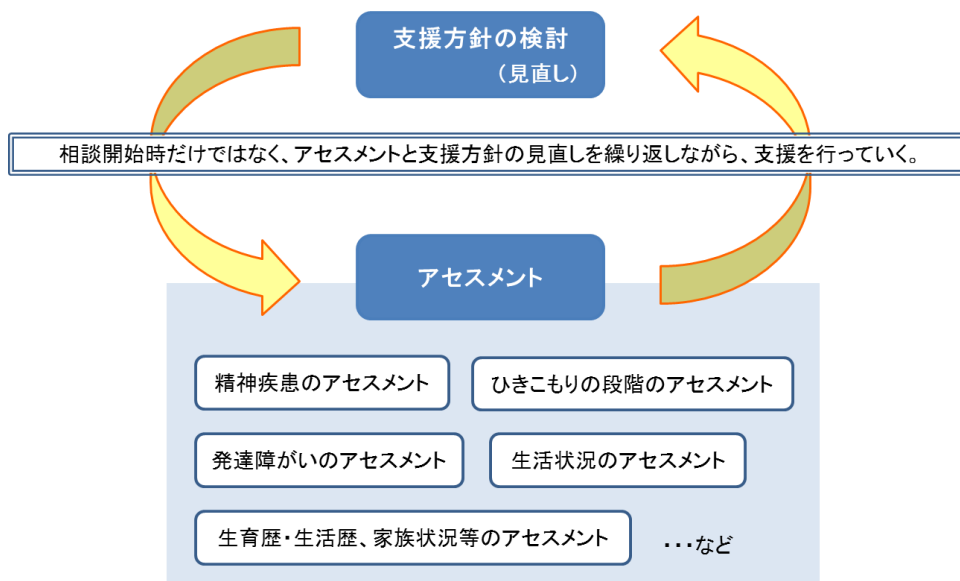 支援方針の検討
(見直し)
相談開始時だけではなく、アセスメントと支援方針の見直しを繰り返しながら、支援を行っていく。
アセスメント
精神疾患のアセスメント
ひきこもりの段階のアセスメント
発達障がいのアセスメント
生活状況のアセスメント
生育歴・生活歴、家族状況等のアセスメント
・・・など